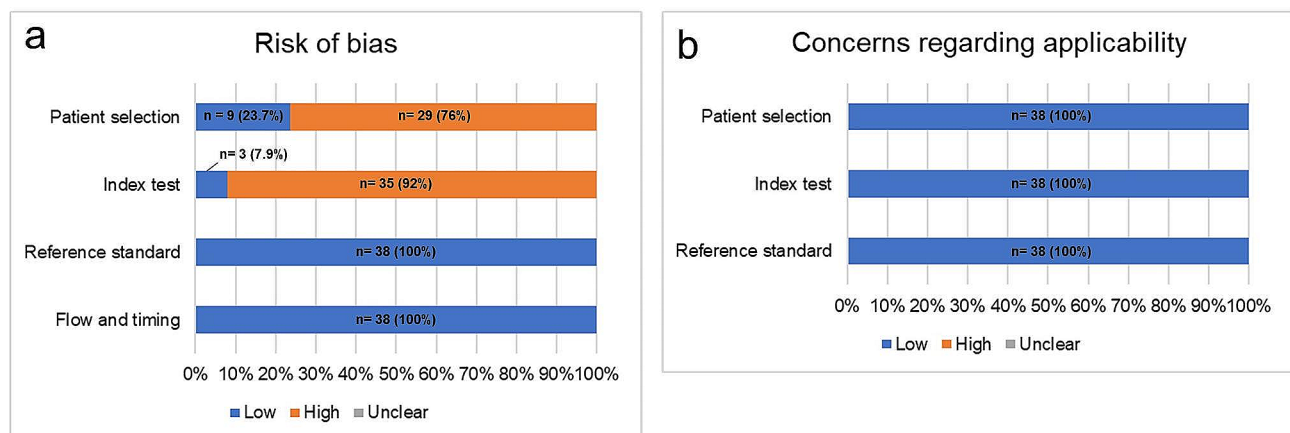 a
Risk of bias
Patient selection
n = 9 (23.7%)
n= 29 (76%)
n= 3 (7.9%)
Index test
n= 35 (92%)
Reference standard
n= 38 (100%)
Flow and timing
n= 38 (100%)
0% 10% 20% 30% 40% 50% 60% 70% 80% 90%100%
Low High Unclear
b
Concerns regarding applicability
Patient selection
n= 38 (100%)
Index test
n= 38 (100%)
Reference standard
n= 38 (100%)
0% 10% 20% 30% 40% 50% 60% 70% 80% 90%100%
Low High Unclear